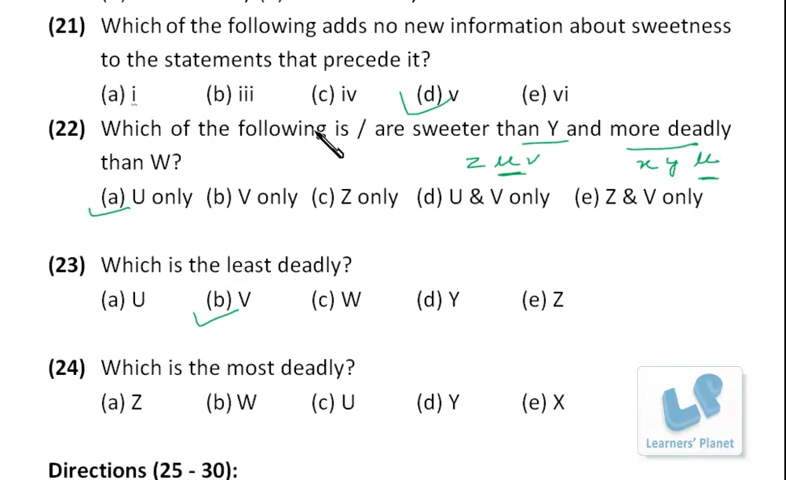 (21) Which of the following adds no new information about sweetness
to the statements that precede it?
(a) i (b) iii (c) iv (d) v (e) vi
(22) Which of the following is / are sweeter than Y and more deadly
than W? z u v x y u
(a) U only (b) V only (c) Z only (d) U & V only (e) Z & V only
(23) Which is the least deadly?
(a) U (b) V (c) W (d) Y (e) Z
(24) Which is the most deadly?
(a) Z (b) W (c) U (d) Y (e) X
LP
Learners' Planet
Directions (25 - 30):